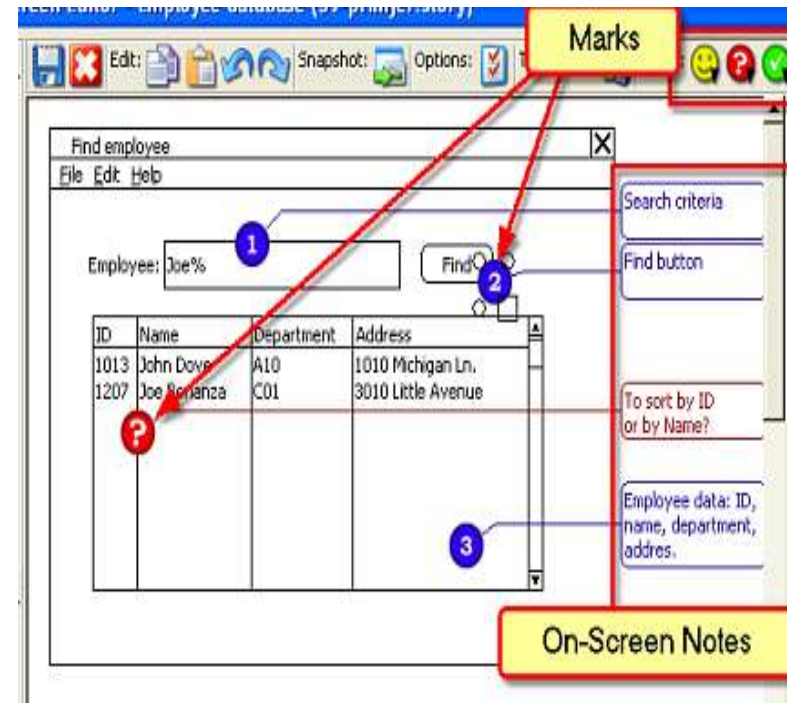 Employee database
Marks
Edit:
Snapshot:
Options:
Find employee
File Edit Help
Search criteria
1
Employee: Joe%
Find
2
Find button
ID Name Department Address
1013 John Dove A10 1010 Michigan Ln.
1207 Joe Bonanza C01 3010 Little Avenue
?
To sort by ID
or by Name?
3
Employee data: ID,
name, department,
addres.
On-Screen Notes